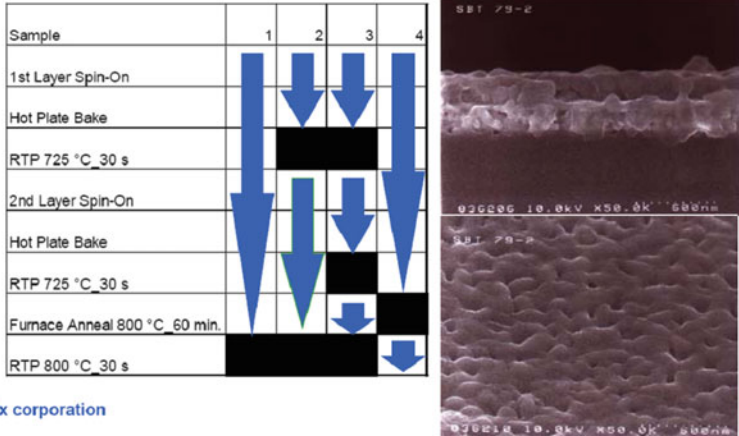 Sample 1 2 3 4
1st Layer Spin-On
Hot Plate Bake
RTP 725 °C_30 s
2nd Layer Spin-On
Hot Plate Bake
RTP 725 °C_30 s
Furnace Anneal 800 °C_60 min.
RTP 800 °C_30 s
x corporation
SBT 79-2
036206 10.0kV X50.0K 600nm
SBT 79-2
036210 10.0kV X50.0K 600nm